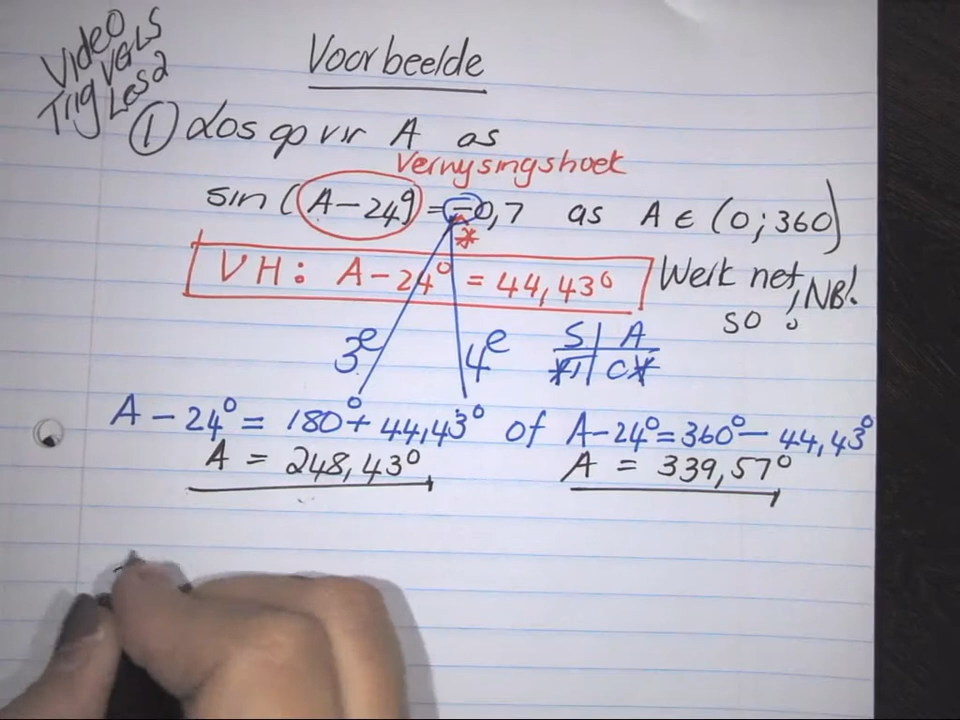 Video
Trig VGLS
Les 2
Voorbeelde
① Los op vir A as
Vernysingshoek
sin(A-24°) = -0,7 as A ∈ (0;360)
*
VH: A-24° = 44,43° Werk net so, NB!
3e 4e
S | A
* | C*
A - 24° = 180° + 44,43° of A-24°=360°- 44,43°
A = 248,43° A = 339,57°